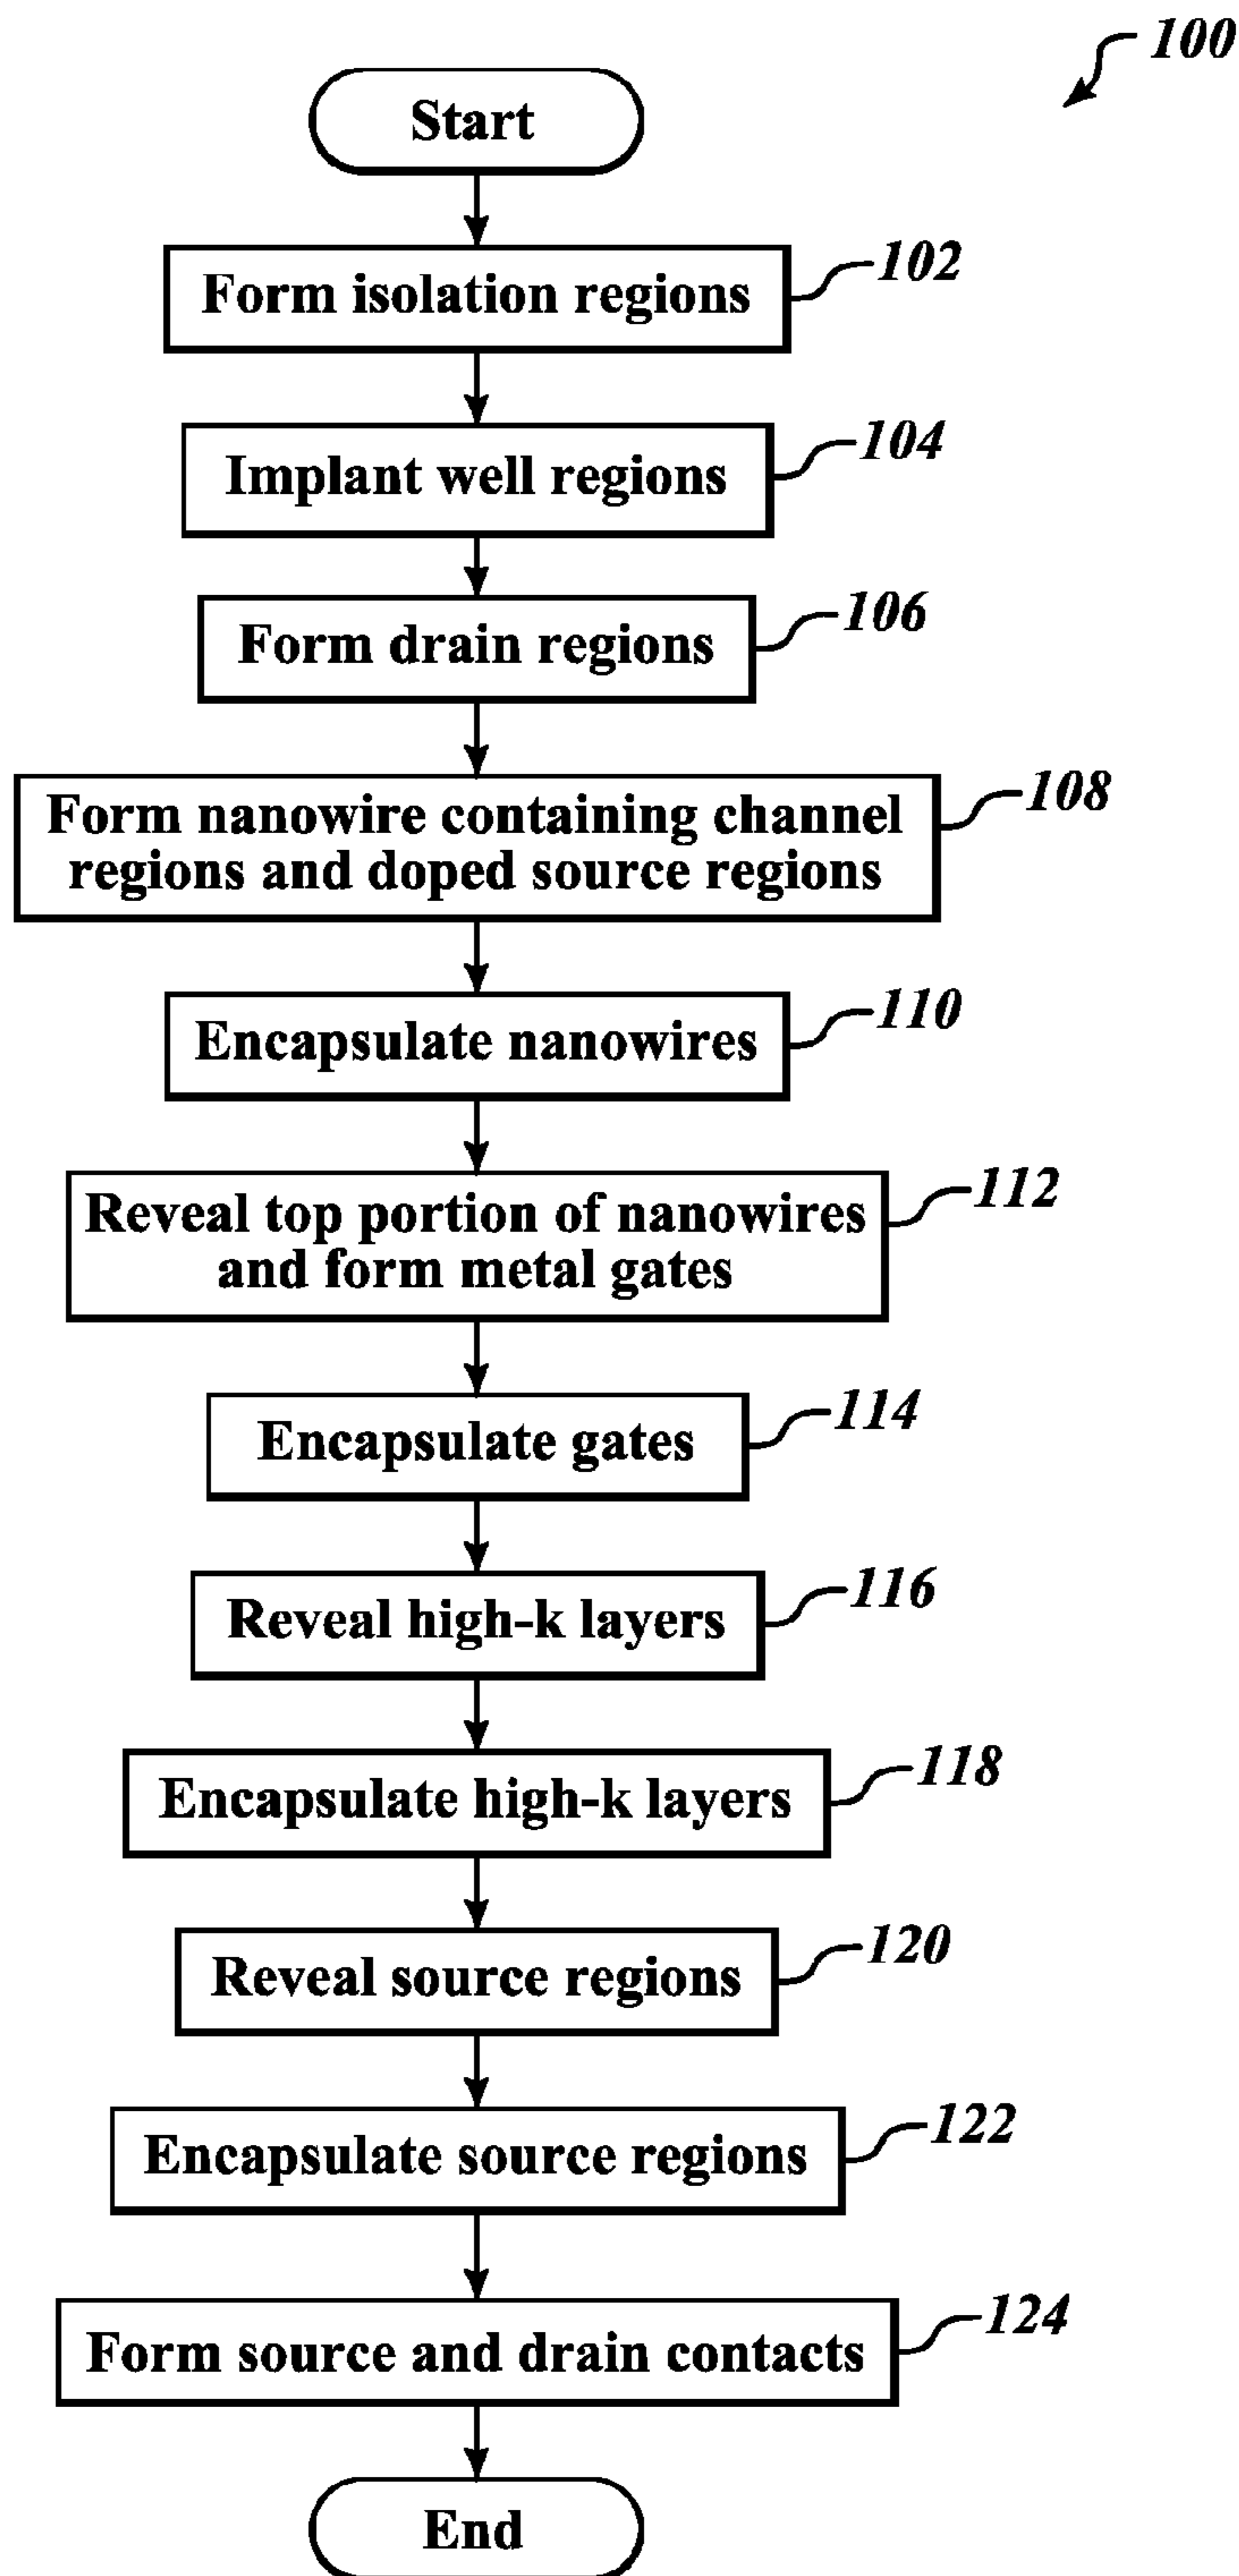 100
Start
Form isolation regions
102
Implant well regions
104
Form drain regions
106
Form nanowire containing channel
regions and doped source regions
108
Encapsulate nanowires
110
Reveal top portion of nanowires
and form metal gates
112
Encapsulate gates
114
Reveal high-k layers
116
Encapsulate high-k layers
118
Reveal source regions
120
Encapsulate source regions
122
Form source and drain contacts
124
End